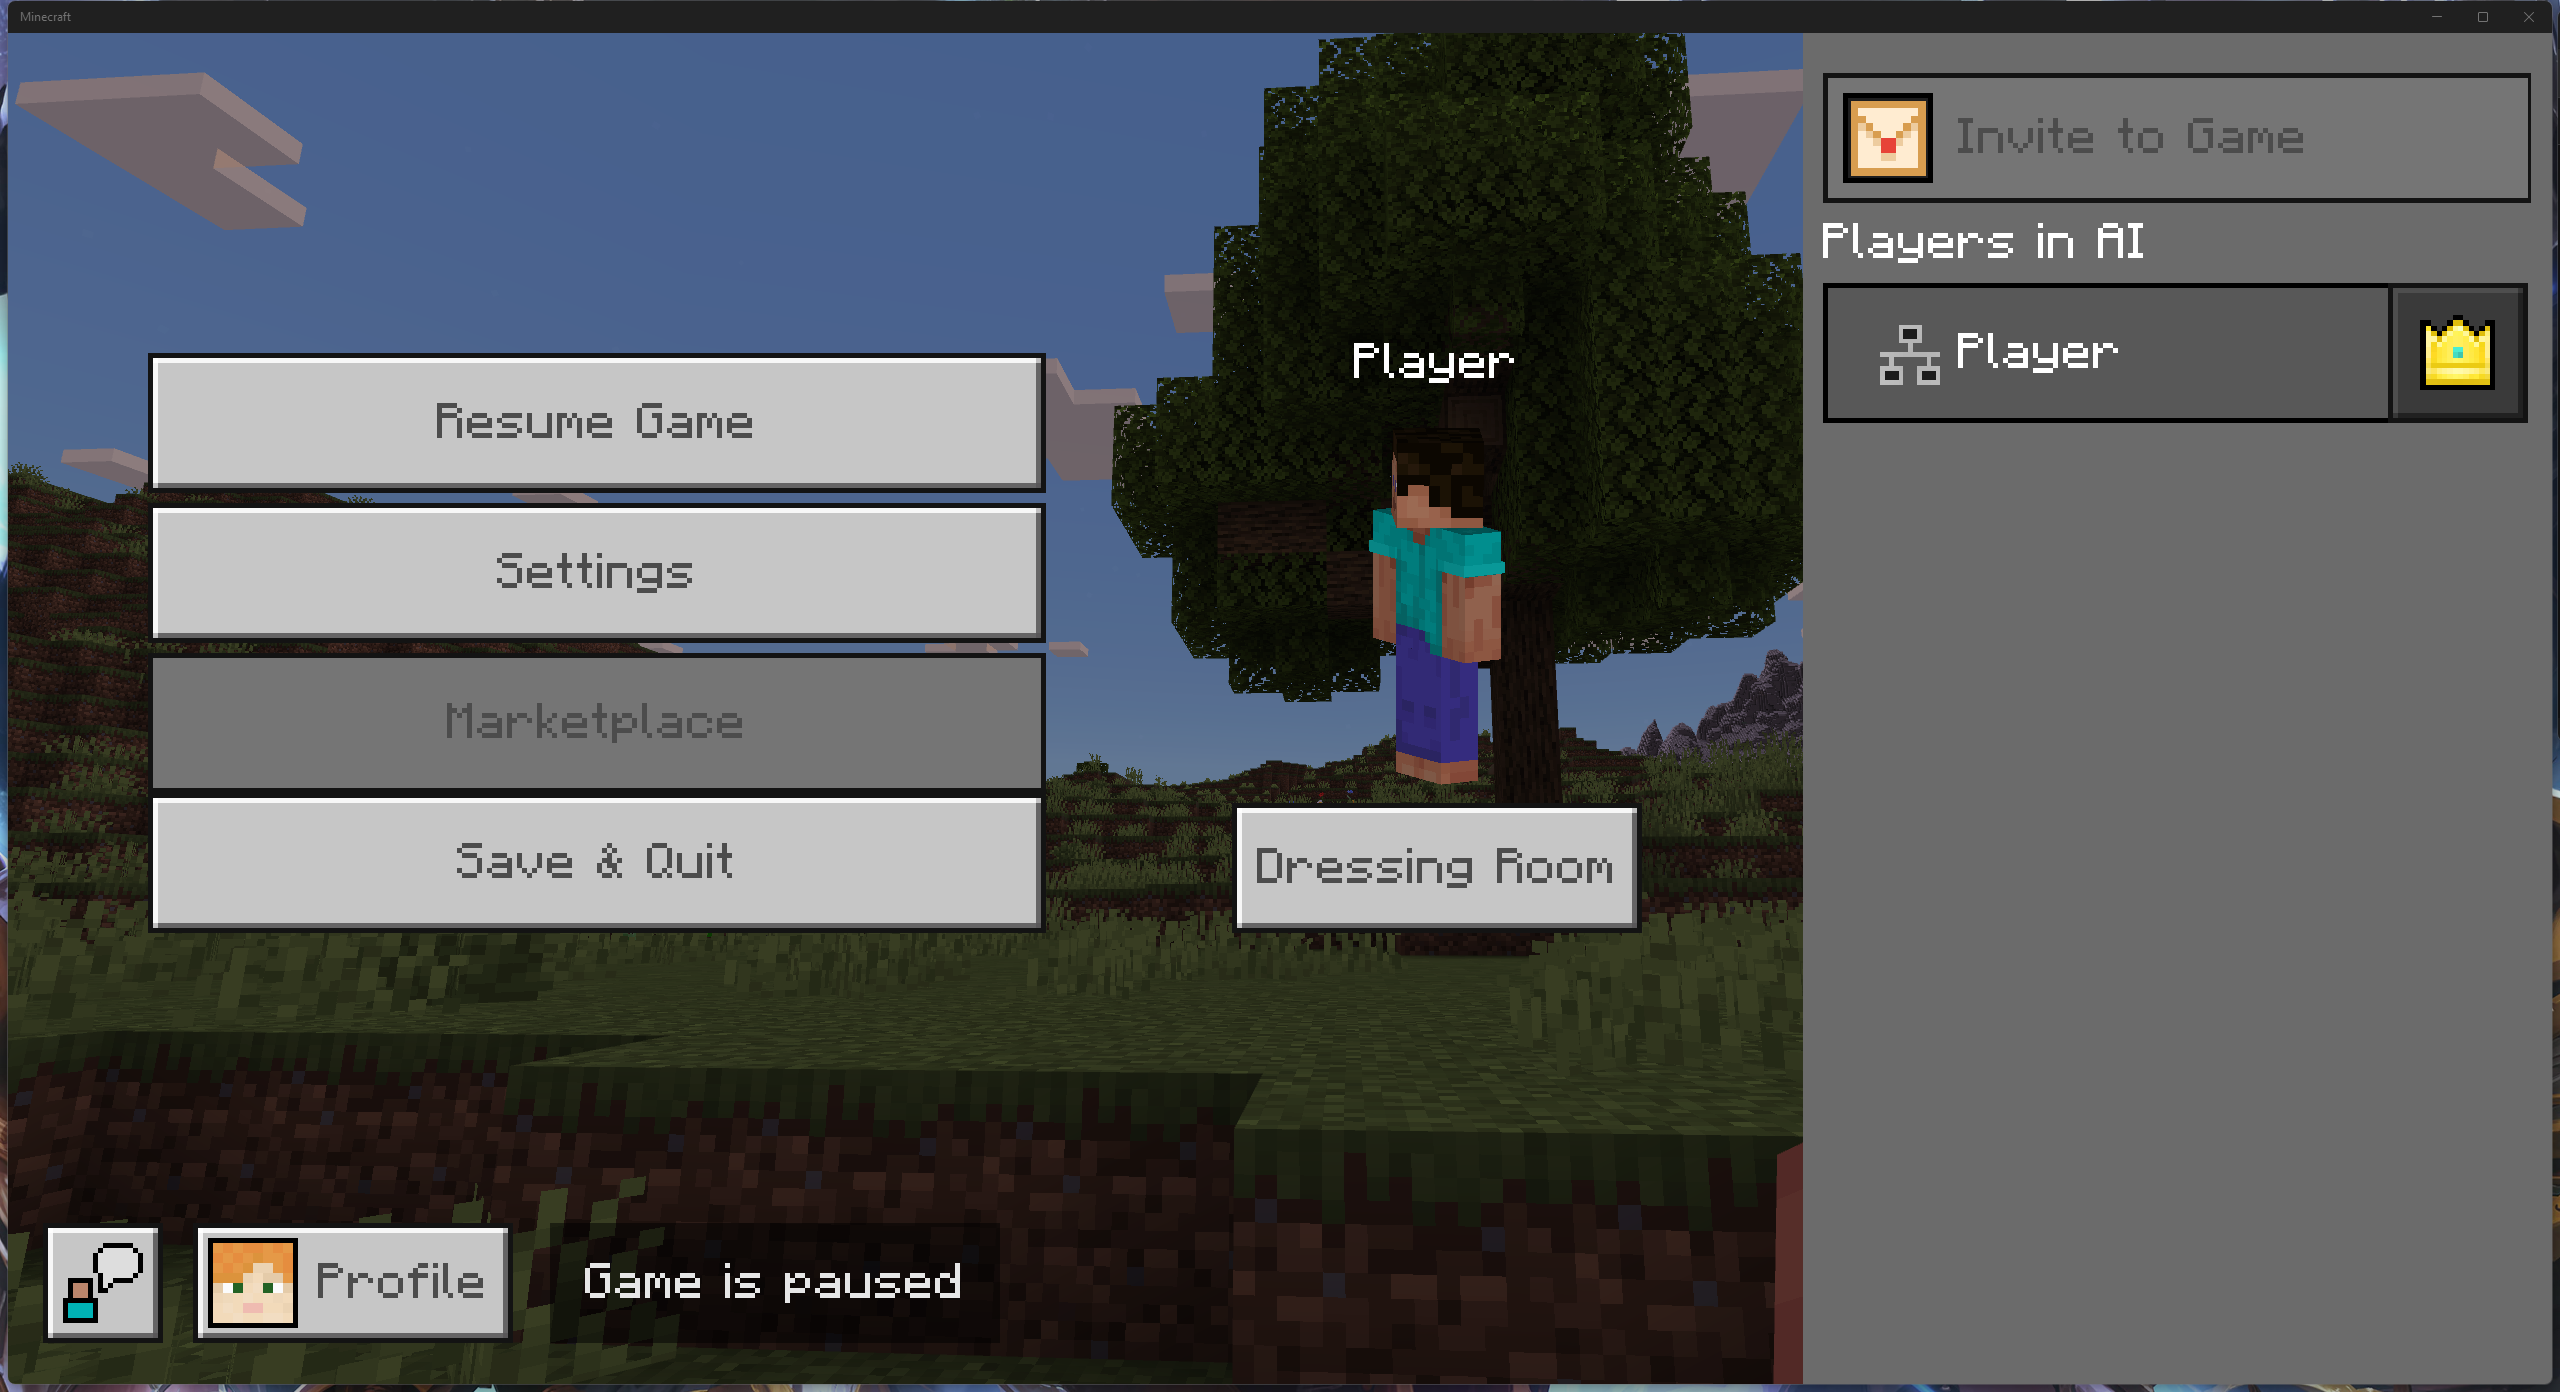 Minecraft
Invite to Game
Players in AI
Player
Player
Resume Game
Settings
Marketplace
Save & Quit
Dressing Room
Profile
Game is paused